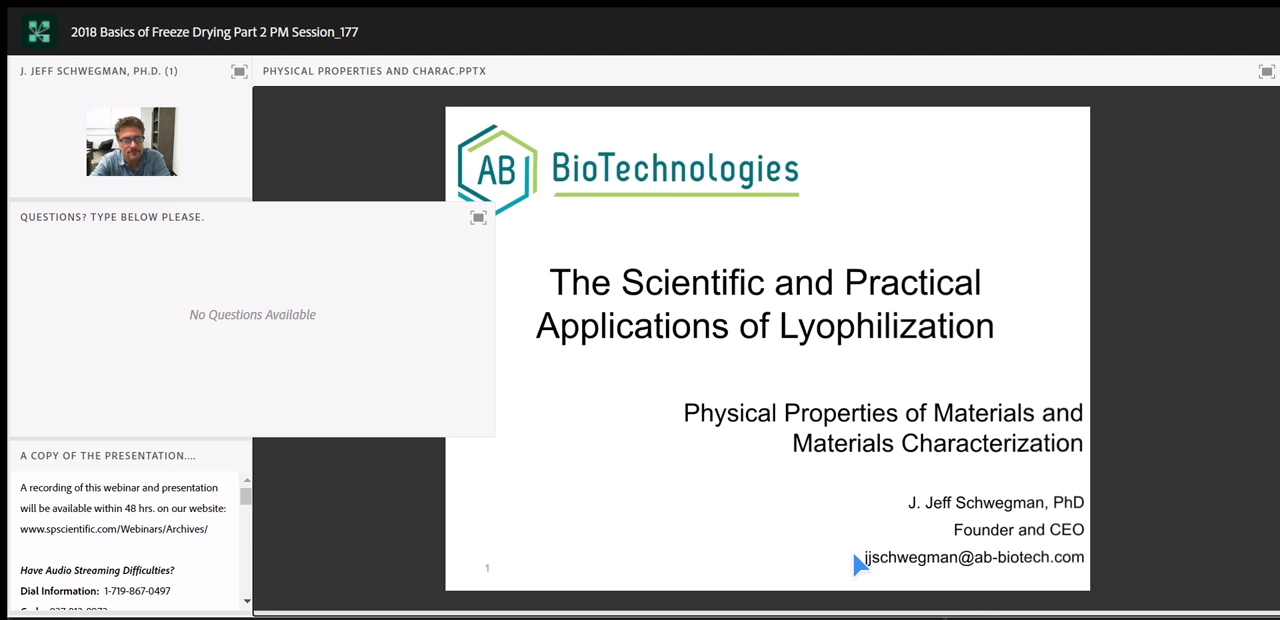 2018 Basics of Freeze Drying Part 2 PM Session_177
J. JEFF SCHWEGMAN, PH.D. (1)
PHYSICAL PROPERTIES AND CHARAC.PPTX
AB BioTechnologies
QUESTIONS? TYPE BELOW PLEASE.
No Questions Available
The Scientific and Practical
Applications of Lyophilization
Physical Properties of Materials and
Materials Characterization
J. Jeff Schwegman, PhD
Founder and CEO
jjschwegman@ab-biotech.com
1
A COPY OF THE PRESENTATION....
A recording of this webinar and presentation
will be available within 48 hrs. on our website:
www.spscientific.com/Webinars/Archives/
Have Audio Streaming Difficulties?
Dial Information: 1-719-867-0497